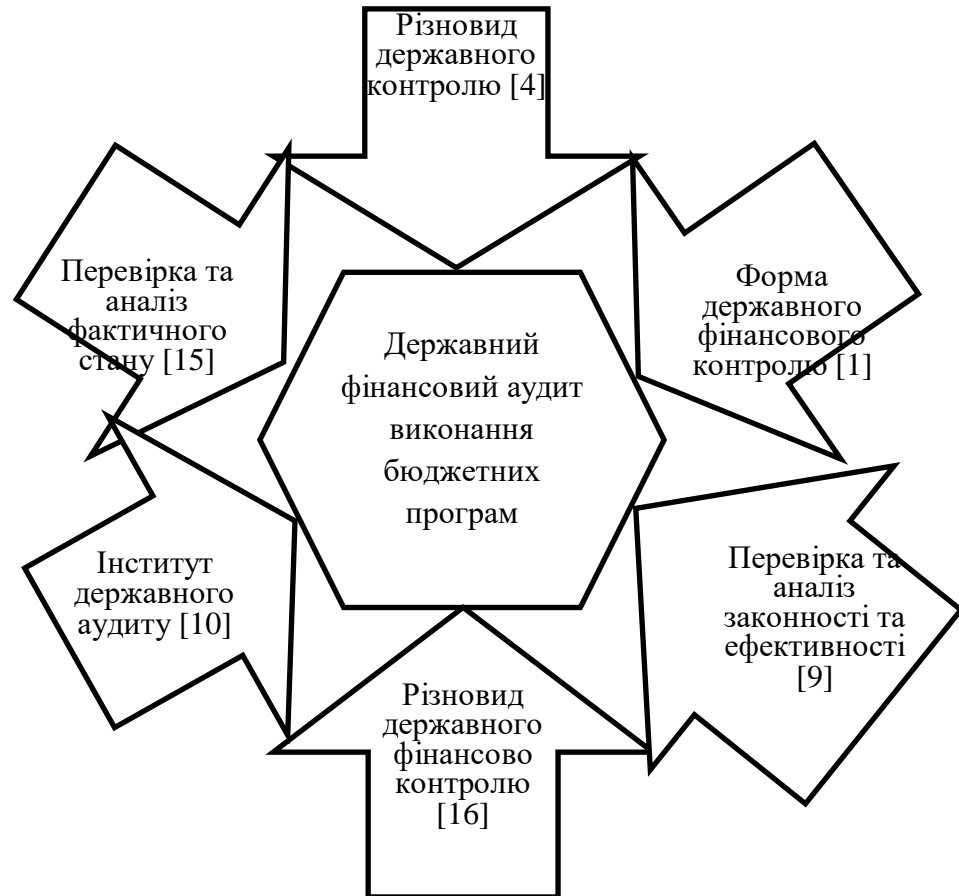 Різновид
державного
контролю [4]
Перевірка та
аналіз
фактичного
стану [15]
Форма
державного
фінансового
контролю [1]
Державний
фінансовий аудит
виконання
бюджетних
програм
Інститут
державного
аудиту [10]
Перевірка та
аналіз
законності та
ефективності
[9]
Різновид
державного
фінансово
контролю
[16]